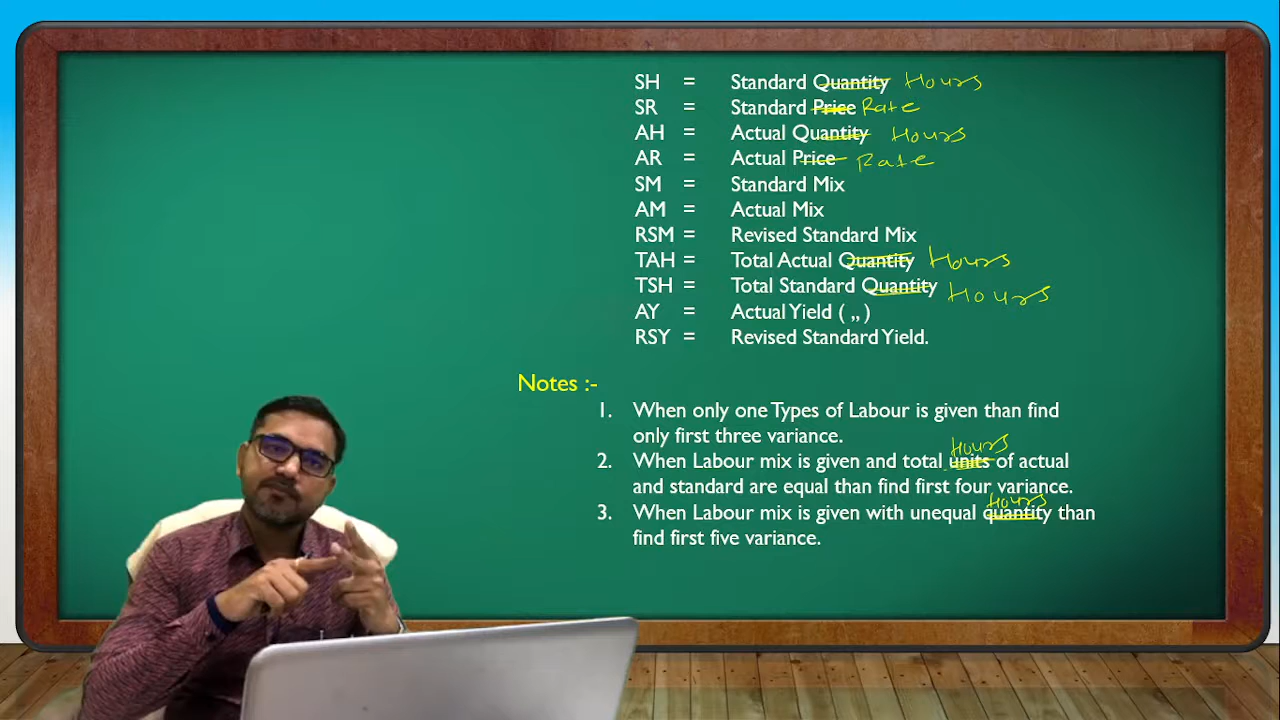 SH = Standard Quantity Hours
SR = Standard Price Rate
AH = Actual Quantity Hours
AR = Actual Price Rate
SM = Standard Mix
AM = Actual Mix
RSM = Revised Standard Mix
TAH = Total Actual Quantity Hours
TSH = Total Standard Quantity Hours
AY = Actual Yield ( ,, )
RSY = Revised Standard Yield.
Notes :-
1. When only one Types of Labour is given than find
only first three variance.
Hours
2. When Labour mix is given and total units of actual
and standard are equal than find first four variance.
Hours
3. When Labour mix is given with unequal quantity than
find first five variance.